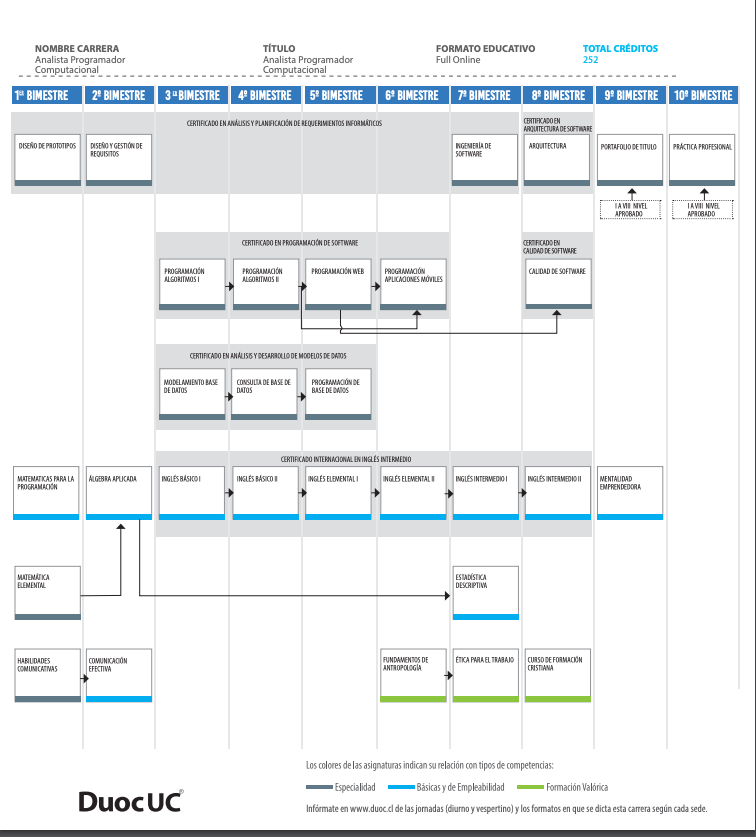 NOMBRE CARRERA
Analista Programador
Computacional
TÍTULO
Analista Programador
Computacional
FORMATO EDUCATIVO
Full Online
TOTAL CRÉDITOS
252
1er BIMESTRE
2º BIMESTRE
3er BIMESTRE
4º BIMESTRE
5º BIMESTRE
6º BIMESTRE
7º BIMESTRE
8º BIMESTRE
9º BIMESTRE
10º BIMESTRE
CERTIFICADO EN ANÁLISIS Y PLANIFICACIÓN DE REQUERIMIENTOS INFORMÁTICOS
CERTIFICADO EN
ARQUITECTURA DE SOFTWARE
DISEÑO DE PROTOTIPOS
DISEÑO Y GESTIÓN DE
REQUISITOS
INGENIERÍA DE
SOFTWARE
ARQUITECTURA
PORTAFOLIO DE TITULO
PRÁCTICA PROFESIONAL
I A VIII NIVEL
APROBADO
I A VIII NIVEL
APROBADO
CERTIFICADO EN PROGRAMACIÓN DE SOFTWARE
CERTIFICADO EN
CALIDAD DE SOFTWARE
PROGRAMACIÓN
ALGORITMOS I
PROGRAMACIÓN
ALGORITMOS II
PROGRAMACIÓN WEB
PROGRAMACIÓN
APLICACIONES MÓVILES
CALIDAD DE SOFTWARE
CERTIFICADO EN ANÁLISIS Y DESARROLLO DE MODELOS DE DATOS
MODELAMIENTO BASE
DE DATOS
CONSULTA DE BASE DE
DATOS
PROGRAMACIÓN DE
BASE DE DATOS
CERTIFICADO INTERNACIONAL EN INGLÉS INTERMEDIO
MATEMATICAS PARA LA
PROGRAMACIÓN
ÁLGEBRA APLICADA
INGLÉS BÁSICO I
INGLÉS BÁSICO II
INGLÉS ELEMENTAL I
INGLÉS ELEMENTAL II
INGLÉS INTERMEDIO I
INGLÉS INTERMEDIO II
MENTALIDAD
EMPRENDEDORA
MATEMÁTICA
ELEMENTAL
ESTADÍSTICA
DESCRIPTIVA
HABILIDADES
COMUNICATIVAS
COMUNICACIÓN
EFECTIVA
FUNDAMENTOS DE
ANTROPOLOGÍA
ÉTICA PARA EL TRABAJO
CURSO DE FORMACIÓN
CRISTIANA
Los colores de las asignaturas indican su relación con tipos de competencias:
Especialidad
Básicas y de Empleabilidad
Formación Valórica
DuocUC®
Infórmate en www.duoc.cl de las jornadas (diurno y vespertino) y los formatos en que se dicta esta carrera según cada sede.